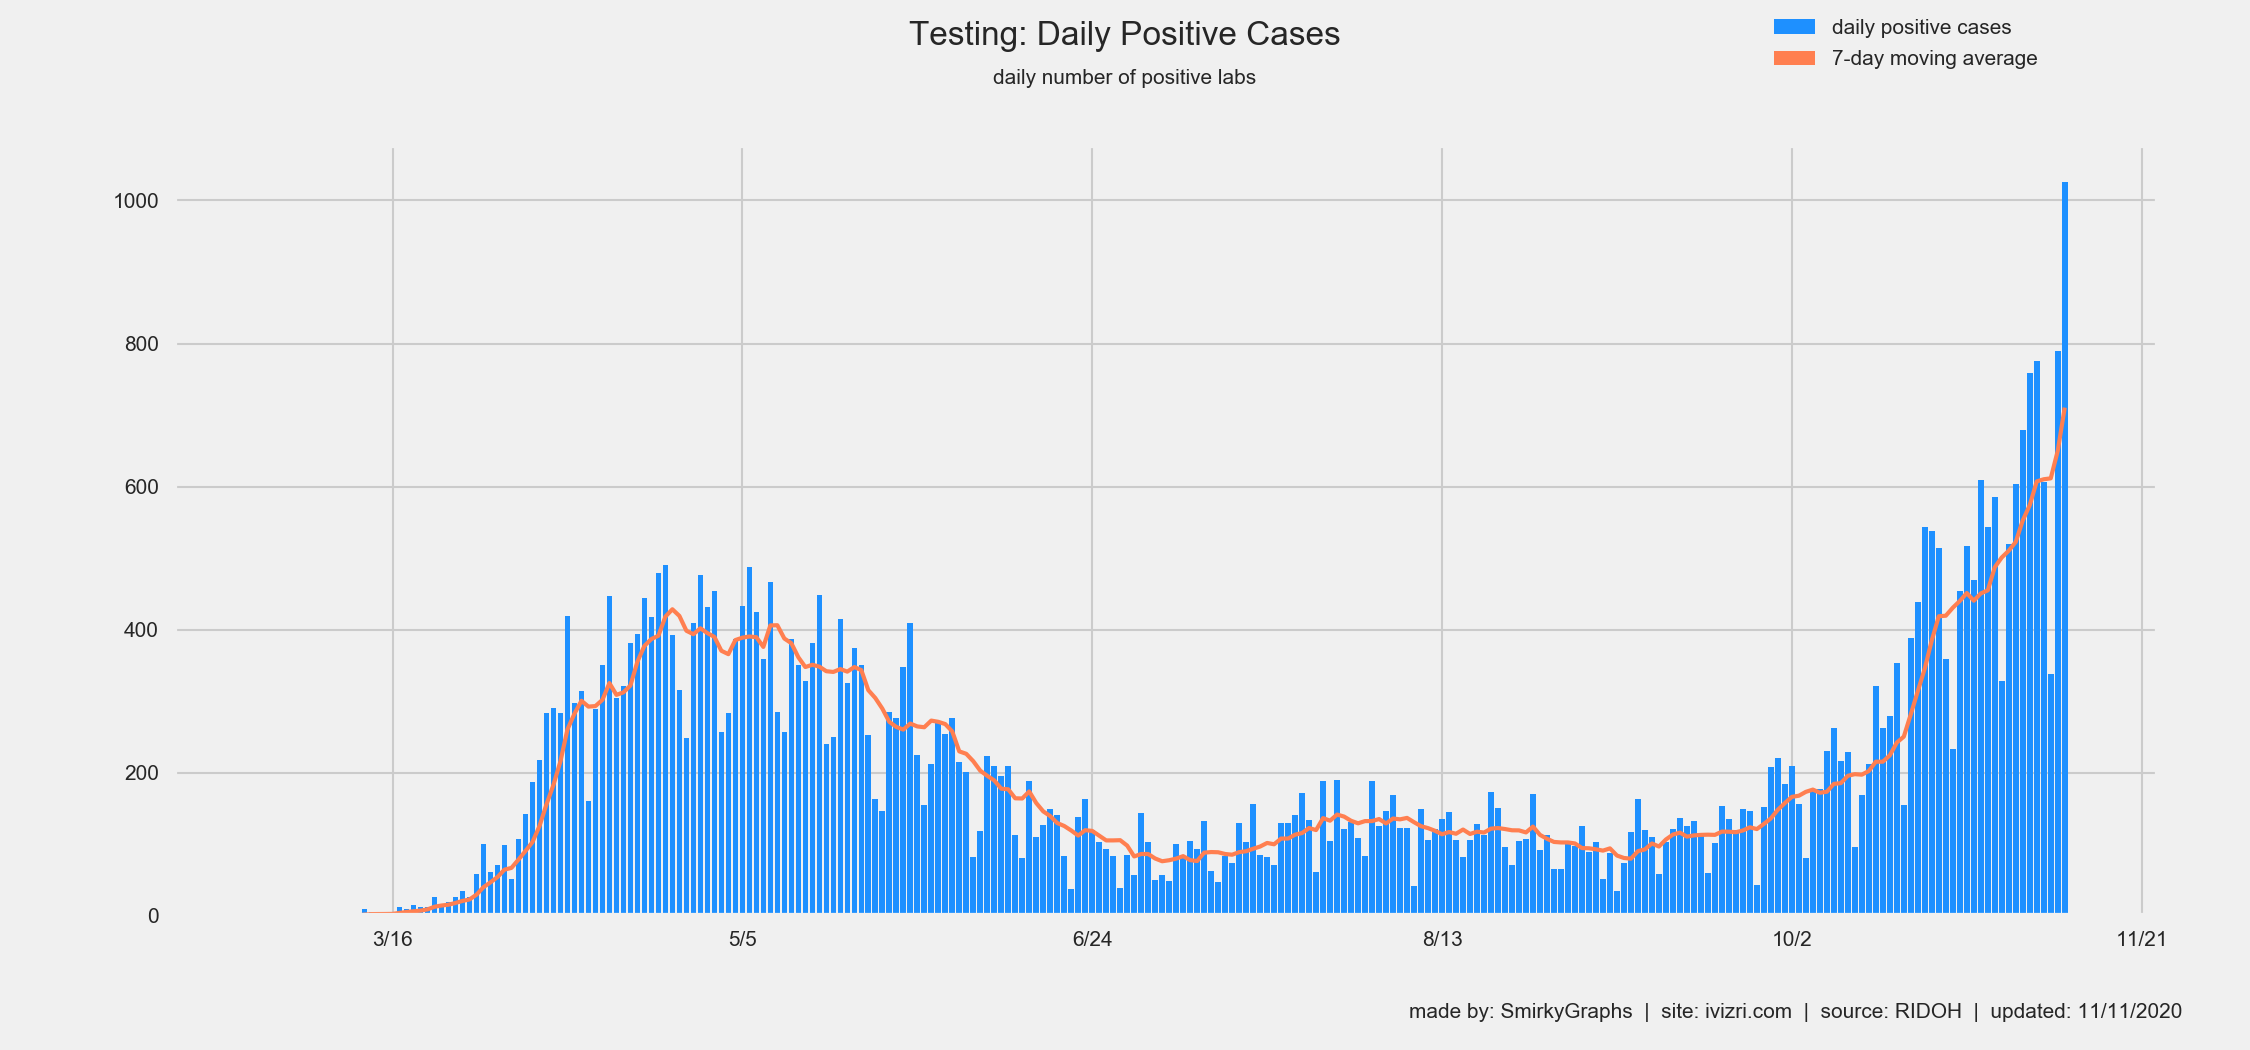 Testing: Daily Positive Cases
daily number of positive labs
daily positive cases
7-day moving average
1000
800
600
400
200
0
3/16 5/5 6/24 8/13 10/2 11/21
made by: SmirkyGraphs | site: ivizri.com | source: RIDOH | updated: 11/11/2020